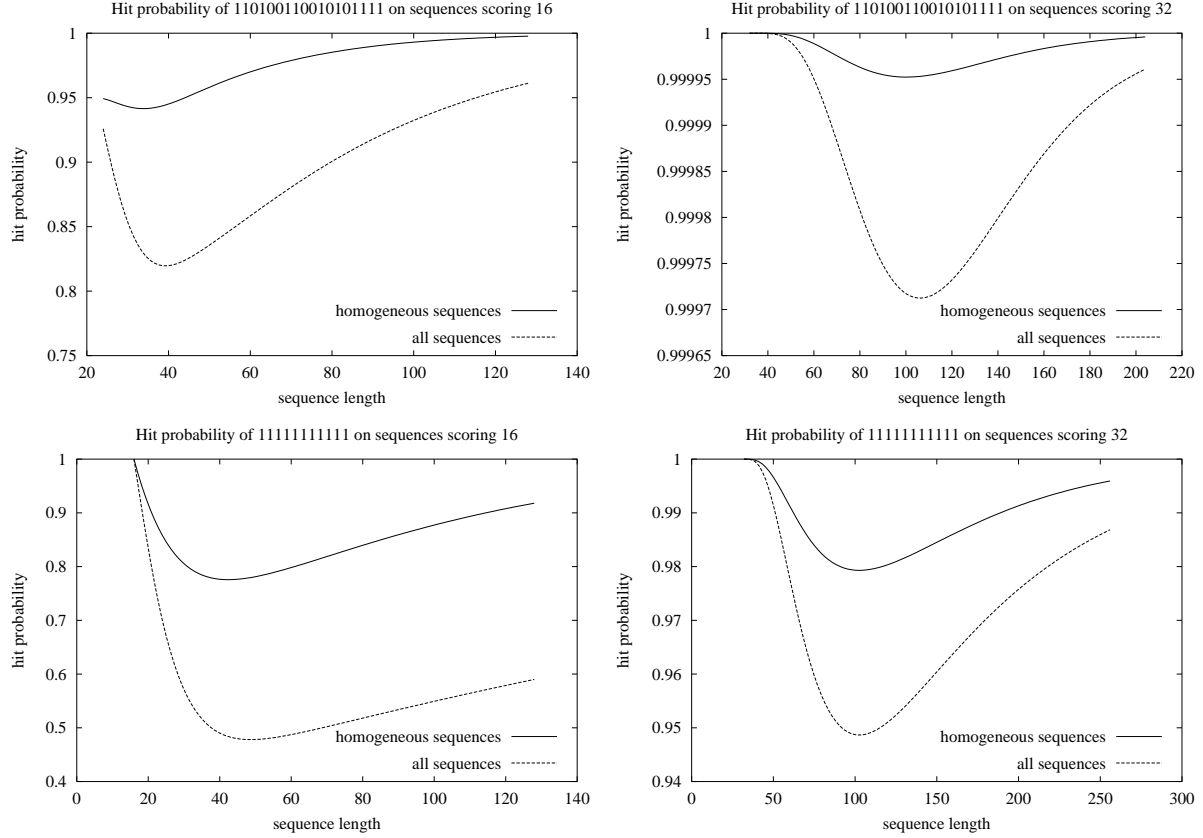 Hit probability of 110100110010101111 on sequences scoring 16
1
0.95
0.9
0.85
0.8
0.75
hit probability
homogeneous sequences
all sequences
20 40 60 80 100 120 140
sequence length
Hit probability of 110100110010101111 on sequences scoring 32
1
0.99995
0.9999
0.99985
0.9998
0.99975
0.9997
0.99965
hit probability
homogeneous sequences
all sequences
20 40 60 80 100 120 140 160 180 200 220
sequence length
Hit probability of 11111111111 on sequences scoring 16
1
0.9
0.8
0.7
0.6
0.5
0.4
hit probability
homogeneous sequences
all sequences
0 20 40 60 80 100 120 140
sequence length
Hit probability of 11111111111 on sequences scoring 32
1
0.99
0.98
0.97
0.96
0.95
0.94
hit probability
homogeneous sequences
all sequences
0 50 100 150 200 250 300
sequence length